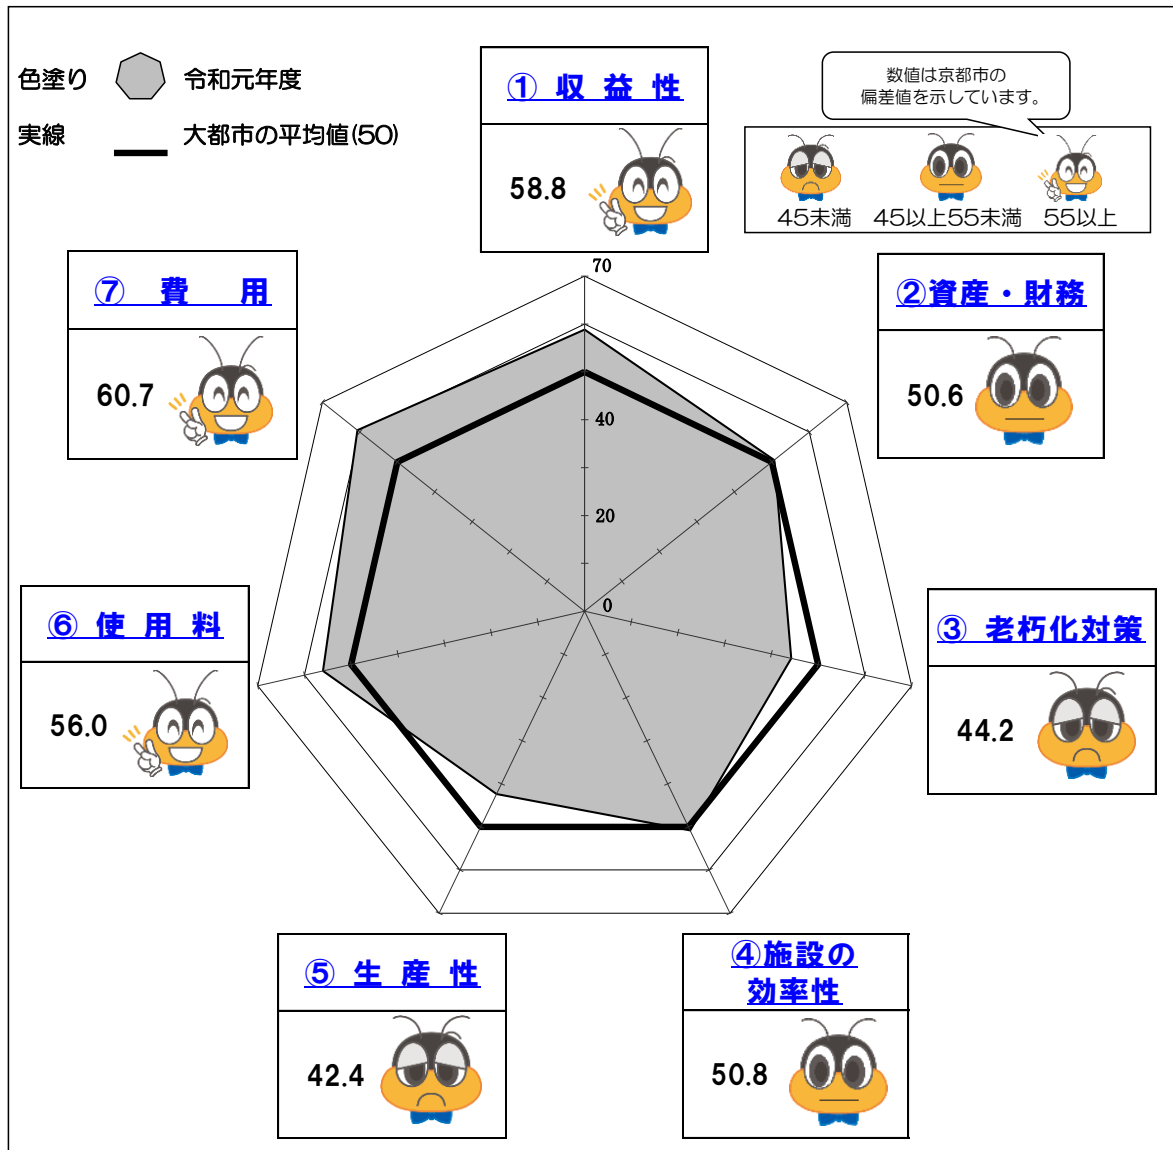 色塗り 令和元年度
実線 大都市の平均値(50)
① 収 益 性
58.8
数値は京都市の
偏差値を示しています。
45未満 45以上55未満 55以上
⑦ 費 用
60.7
②資産・財務
50.6
70
40
20
0
⑥ 使 用 料
56.0
③ 老朽化対策
44.2
⑤ 生 産 性
42.4
④施設の
効率性
50.8